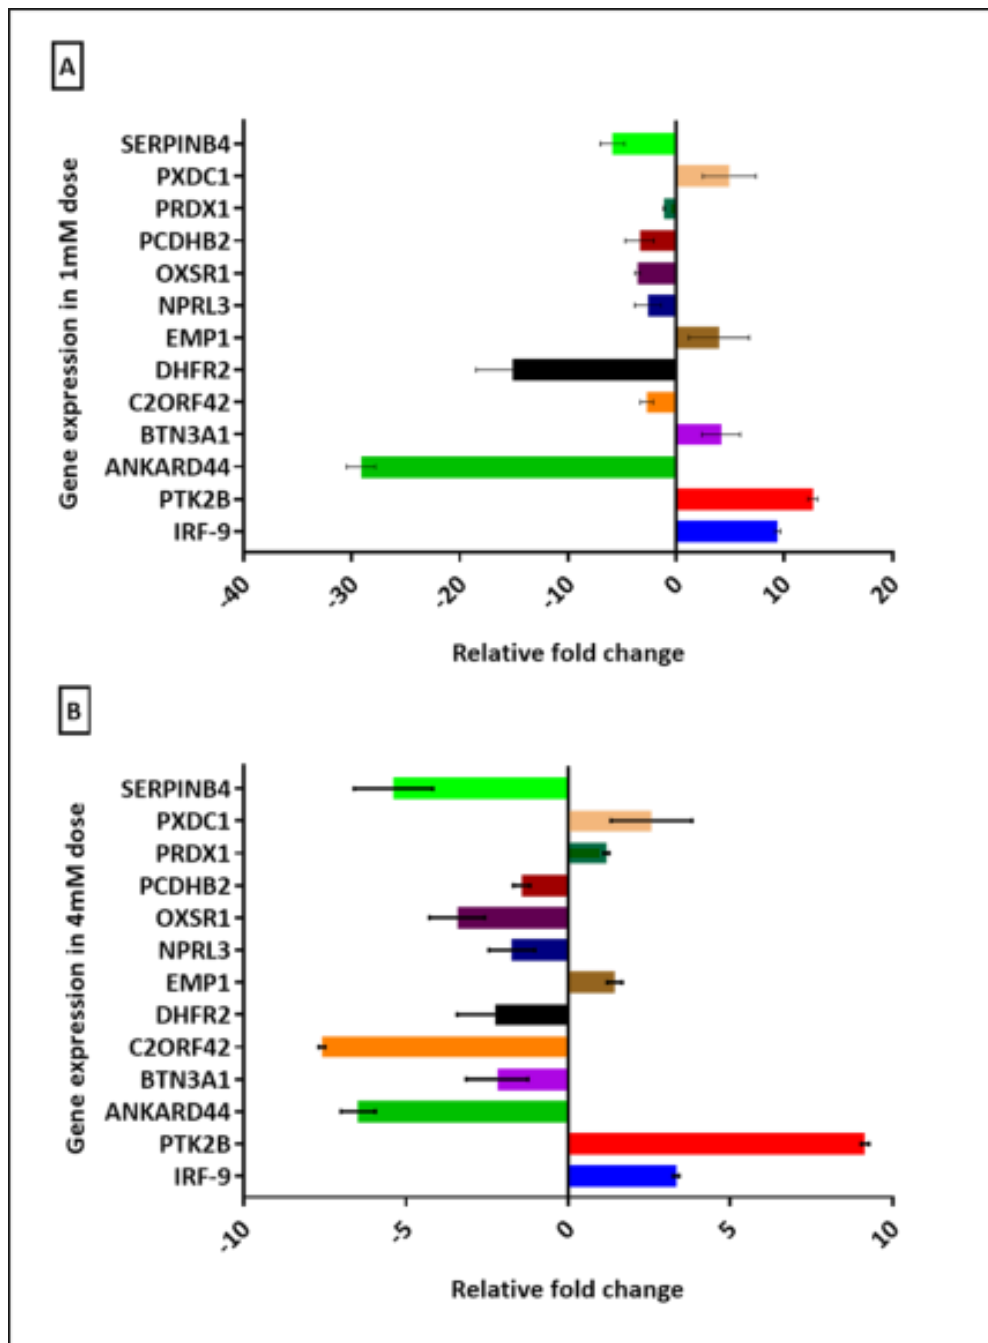 A
Gene expression in 1mM dose
SERPINB4
PXDC1
PRDX1
PCDHB2
OXSR1
NPRL3
EMP1
DHFR2
C2ORF42
BTN3A1
ANKARD44
PTK2B
IRF-9
-40 -30 -20 -10 0 10 20
Relative fold change
B
Gene expression in 4mM dose
SERPINB4
PXDC1
PRDX1
PCDHB2
OXSR1
NPRL3
EMP1
DHFR2
C2ORF42
BTN3A1
ANKARD44
PTK2B
IRF-9
-10 -5 0 5 10
Relative fold change